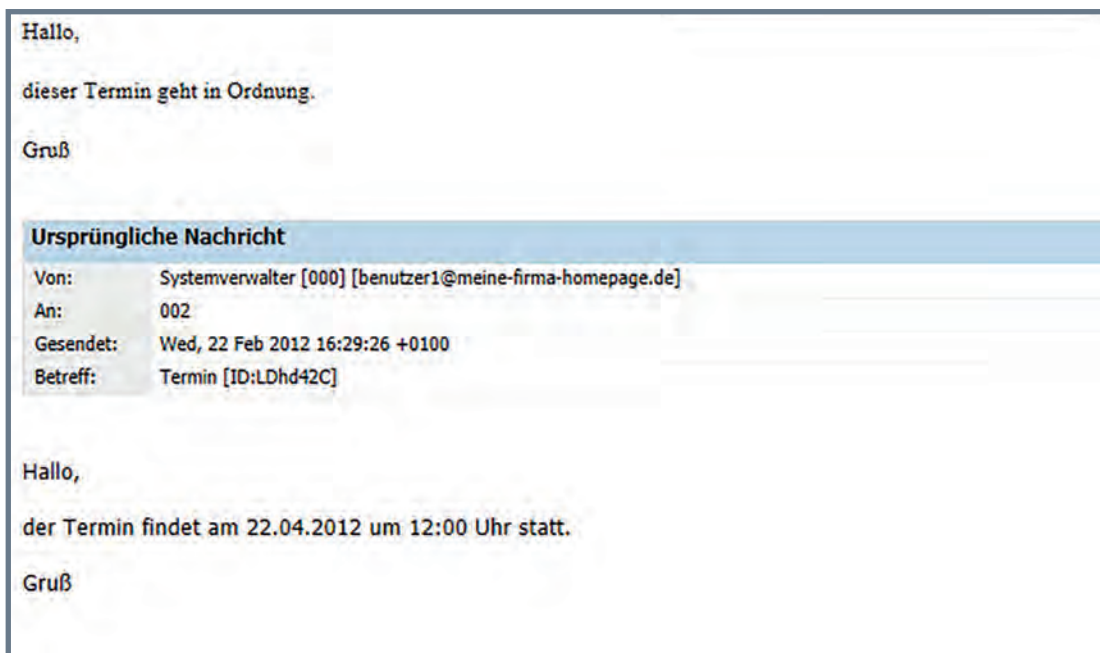 Hallo,
dieser Termin geht in Ordnung.
Gruß
Ursprüngliche Nachricht
Von: Systemverwalter [000] [benutzer1@meine-firma-homepage.de]
An: 002
Gesendet: Wed, 22 Feb 2012 16:29:26 +0100
Betreff: Termin [ID:LDhd42C]
Hallo,
der Termin findet am 22.04.2012 um 12:00 Uhr statt.
Gruß